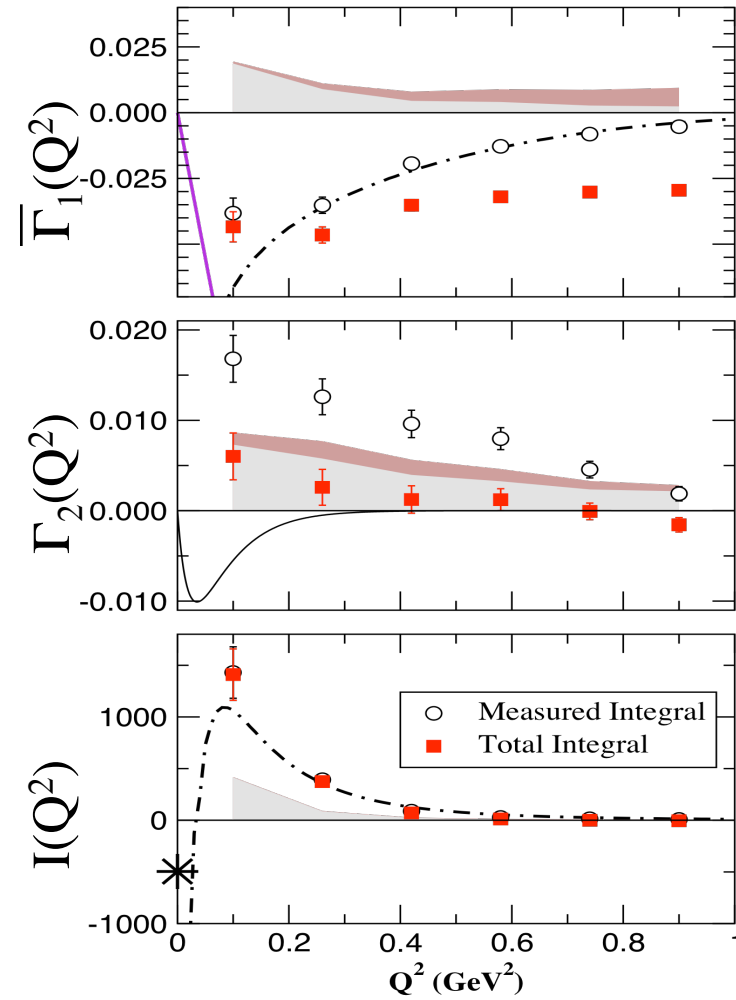 0.025
0.000
-0.025
Γ̅₁(Q²)
0.020
0.010
0.000
-0.010
Γ₂(Q²)
1000
0
-1000
I(Q²)
Measured Integral
Total Integral
0 0.2 0.4 0.6 0.8 1
Q² (GeV²)